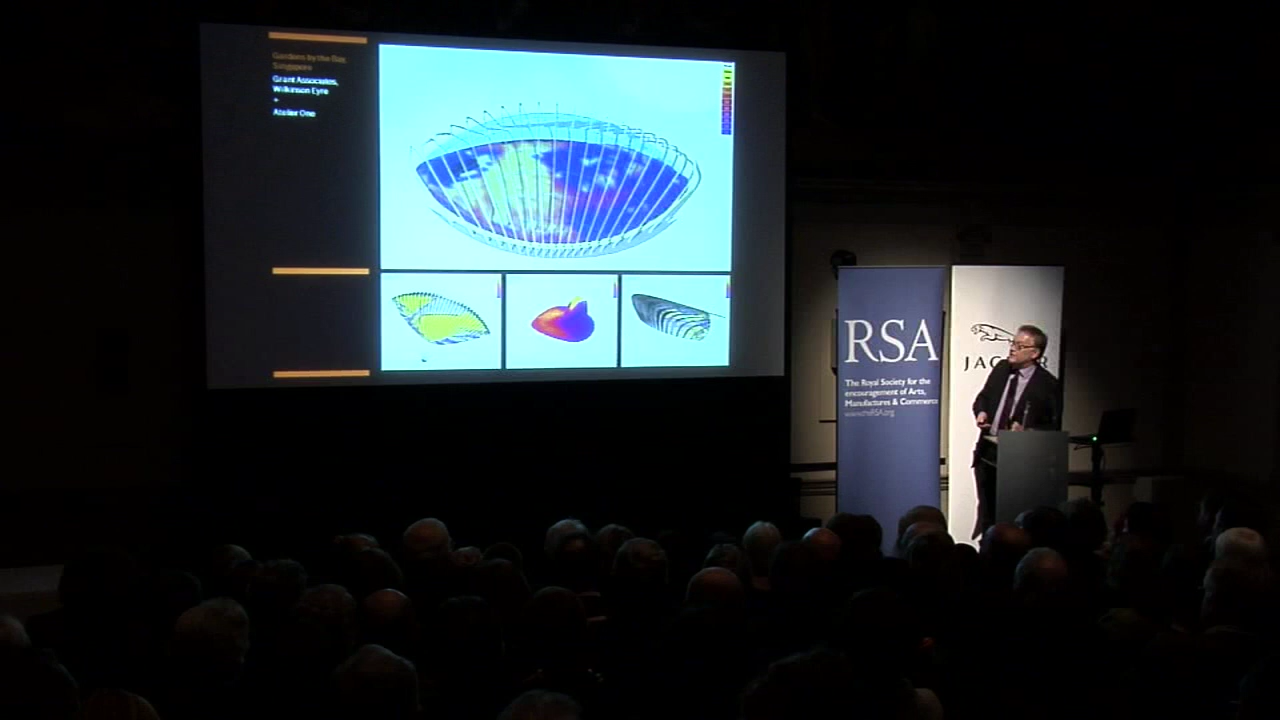 Gardens by the Bay,
Singapore
Grant Associates,
Wilkinson Eyre
+
Atelier One
RSA
The Royal Society for the
encouragement of Arts,
Manufactures & Commerce
www.theRSA.org
JAGUAR